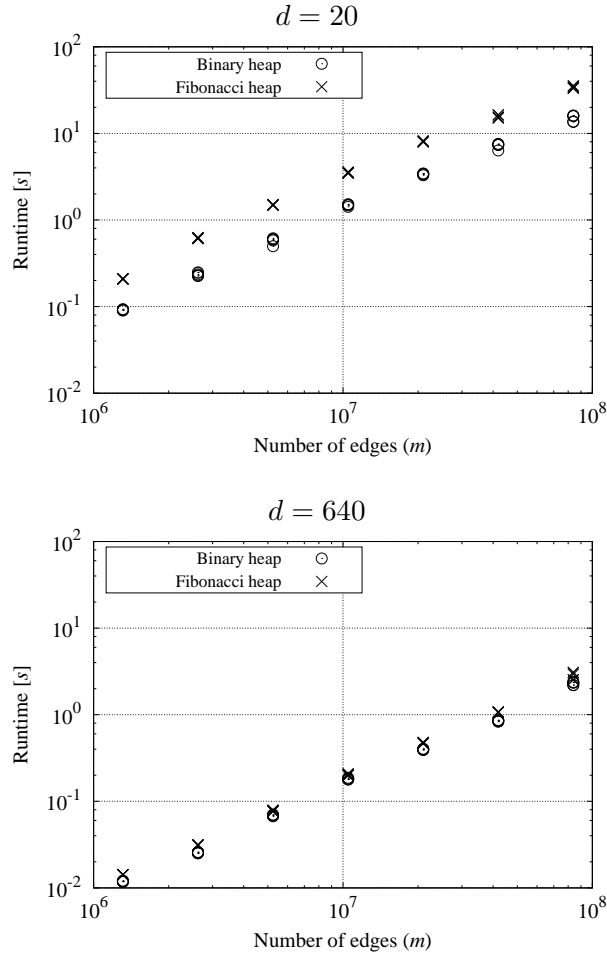 d = 20
10^2
10^1
10^0
10^-1
10^-2
Runtime [s]
Binary heap
Fibonacci heap
10^6
10^7
10^8
Number of edges (m)
d = 640
10^2
10^1
10^0
10^-1
10^-2
Runtime [s]
Binary heap
Fibonacci heap
10^6
10^7
10^8
Number of edges (m)